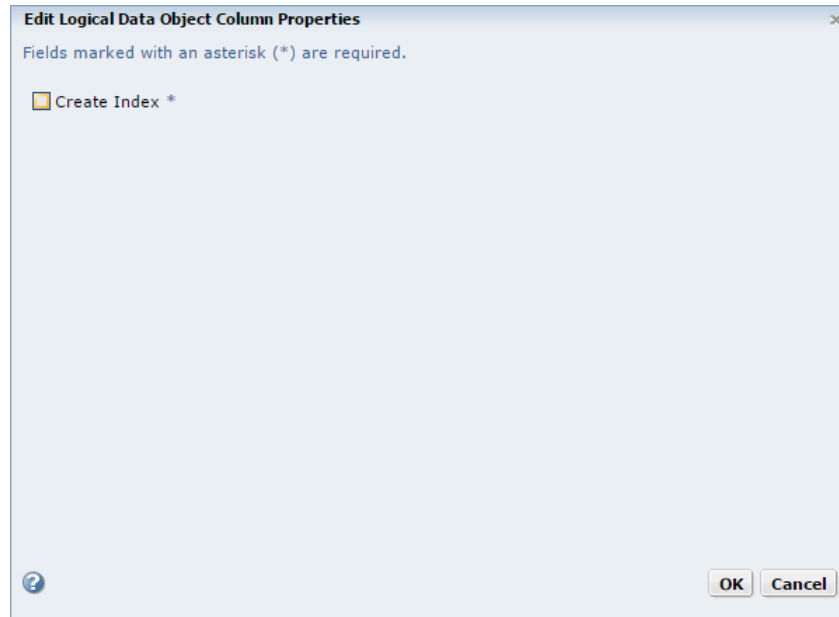 Edit Logical Data Object Column Properties
Fields marked with an asterisk (*) are required.
Create Index *
OK Cancel